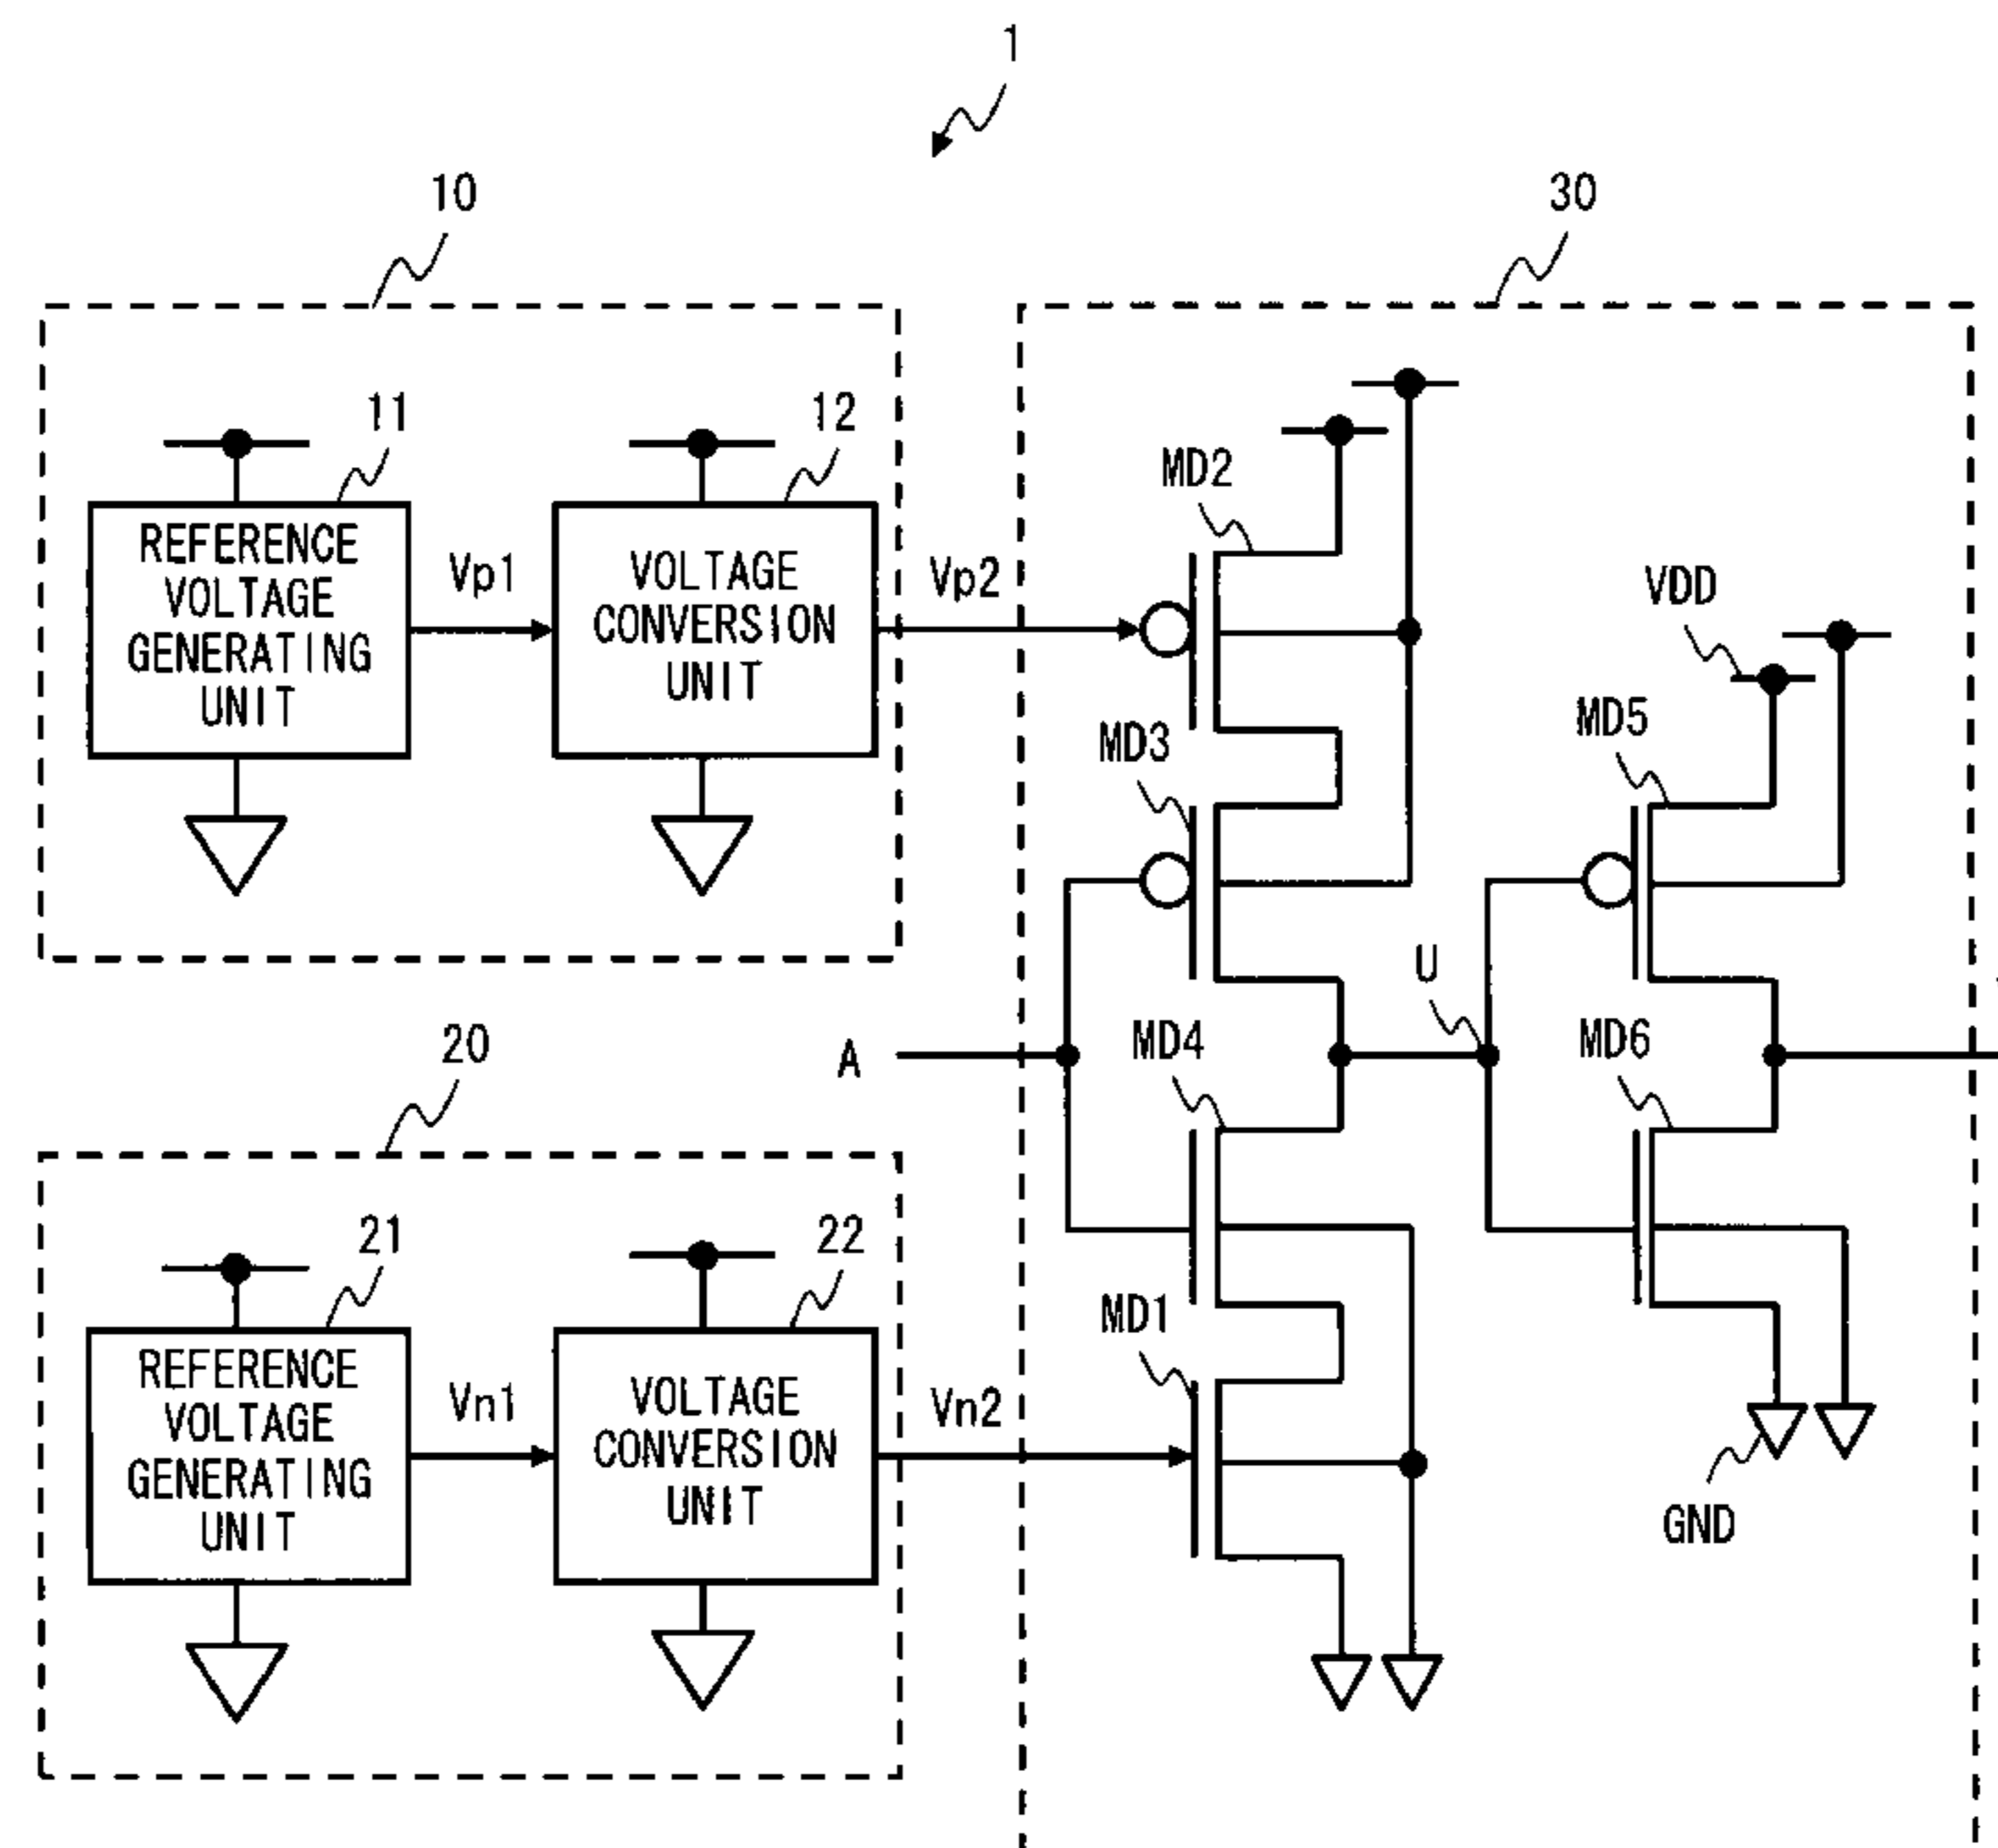 1
10
30
11
12
REFERENCE
VOLTAGE
GENERATING
UNIT
Vp1
VOLTAGE
CONVERSION
UNIT
Vp2
MD2
VDD
MD3
MD5
U
20
A
MD4
MD6
21
22
REFERENCE
VOLTAGE
GENERATING
UNIT
Vn1
VOLTAGE
CONVERSION
UNIT
Vn2
MD1
GND